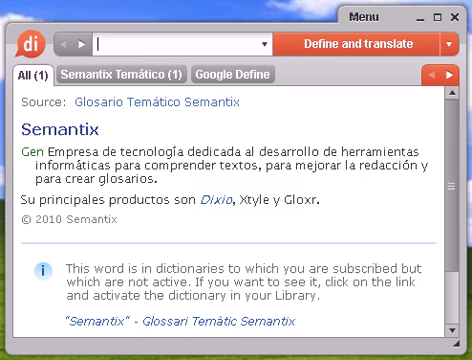 Menu
di
Define and translate
All (1)
Semantix Temático (1)
Google Define
Source: Glosario Temático Semantix
Semantix
Gen Empresa de tecnología dedicada al desarrollo de herramientas
informáticas para comprender textos, para mejorar la redacción y
para crear glosarios.
Su principales productos son Dixio, Xtyle y Gloxr.
© 2010 Semantix
i
This word is in dictionaries to which you are subscribed but
which are not active. If you want to see it, click on the link
and activate the dictionary in your Library.
"Semantix" - Glossari Temàtic Semantix